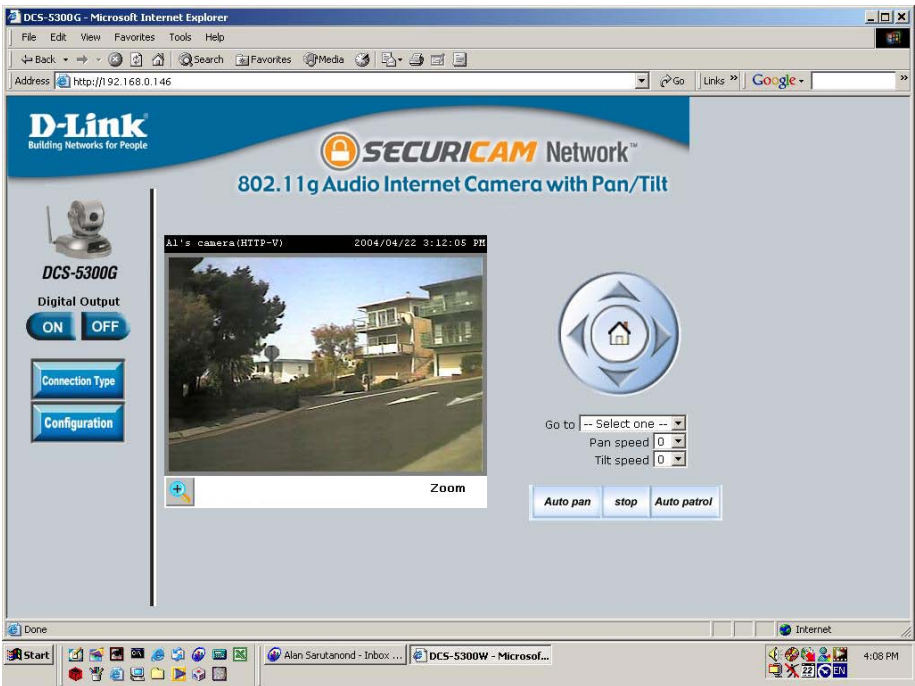 DCS-5300G - Microsoft Internet Explorer
File Edit View Favorites Tools Help
Back Search Favorites Media
Address http://192.168.0.146 Go Links » Google »
D-Link
Building Networks for People
SECURICAM Network™
802.11g Audio Internet Camera with Pan/Tilt
DCS-5300G
Digital Output
ON OFF
Connection Type
Configuration
Al's camera(HTTP-V) 2004/04/22 3:12:05 PM
Zoom
Go to -- Select one --
Pan speed 0
Tilt speed 0
Auto pan stop Auto patrol
Done Internet
Start Alan Sarutanond - Inbox ... DCS-5300W - Microsof... 22 EN 4:08 PM